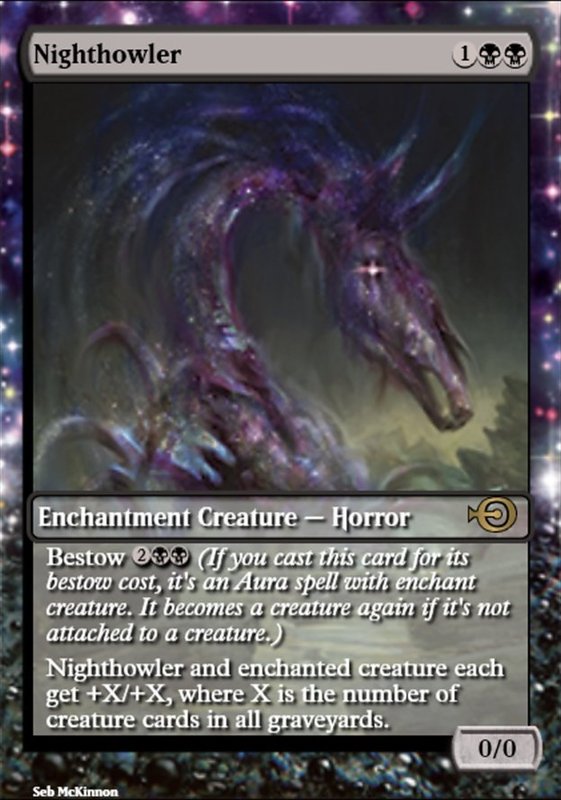 Nighthowler 1
Enchantment Creature — Horror
Bestow 2 (If you cast this card for its
bestow cost, it's an Aura spell with enchant
creature. It becomes a creature again if it's not
attached to a creature.)
Nighthowler and enchanted creature each
get +X/+X, where X is the number of
creature cards in all graveyards.
0/0
Seb McKinnon